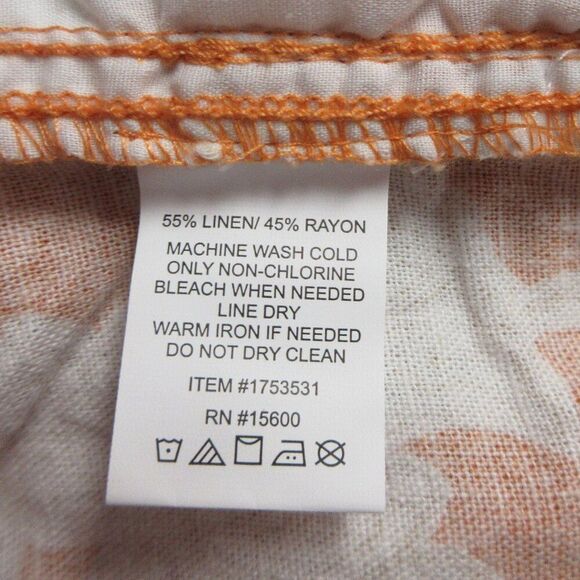 55% LINEN/ 45% RAYON
MACHINE WASH COLD
ONLY NON-CHLORINE
BLEACH WHEN NEEDED
LINE DRY
WARM IRON IF NEEDED
DO NOT DRY CLEAN
ITEM #1753531
RN #15600